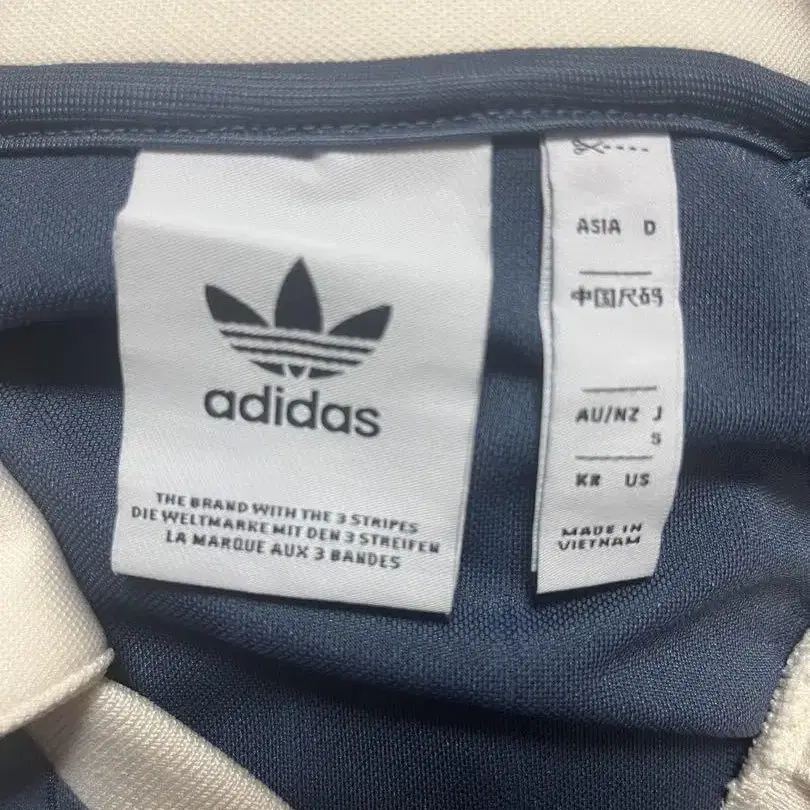 adidas
THE BRAND WITH THE 3 STRIPES
DIE WELTMARKE MIT DEN 3 STREIFEN
LA MARQUE AUX 3 BANDES
ASIA D
中国尺码
AU/NZ J
S
KR US
MADE IN
VIETNAM